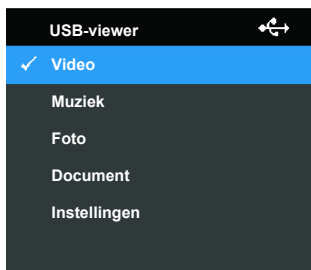 USB-viewer
Video
Muziek
Foto
Document
Instellingen